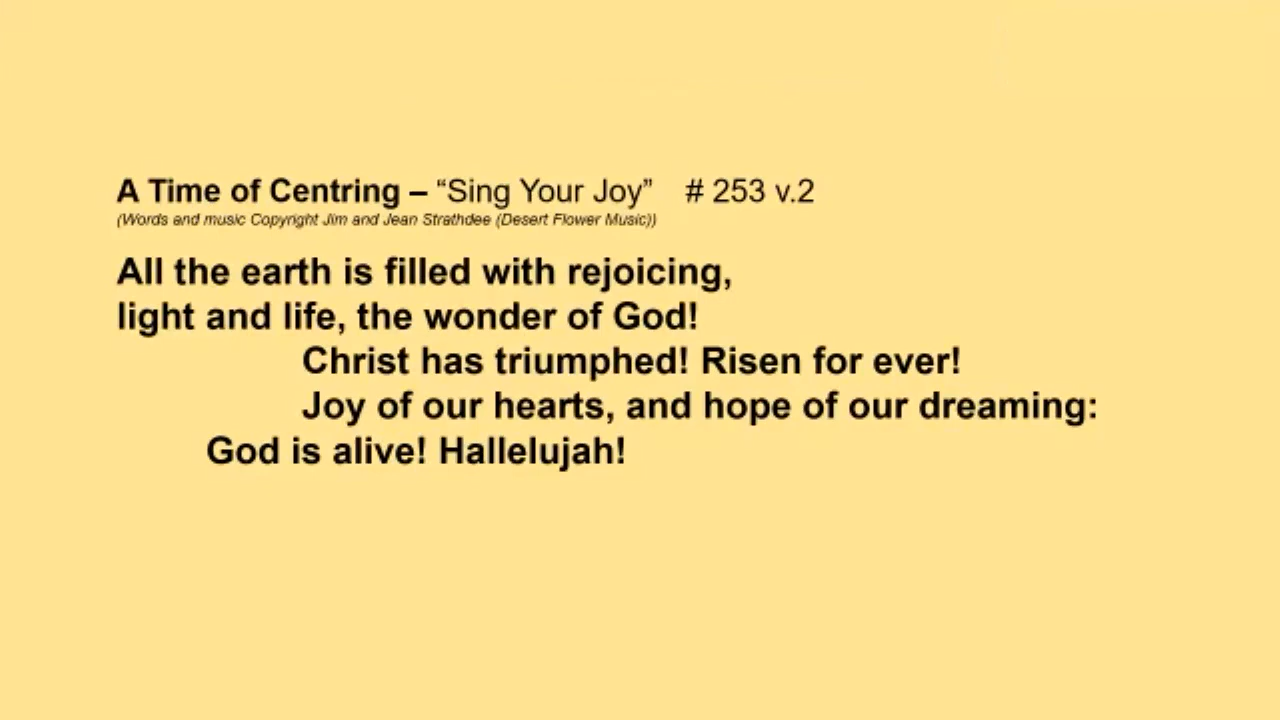 A Time of Centring – “Sing Your Joy” # 253 v.2
(Words and music Copyright Jim and Jean Strathdee (Desert Flower Music))
All the earth is filled with rejoicing,
light and life, the wonder of God!
Christ has triumphed! Risen for ever!
Joy of our hearts, and hope of our dreaming:
God is alive! Hallelujah!